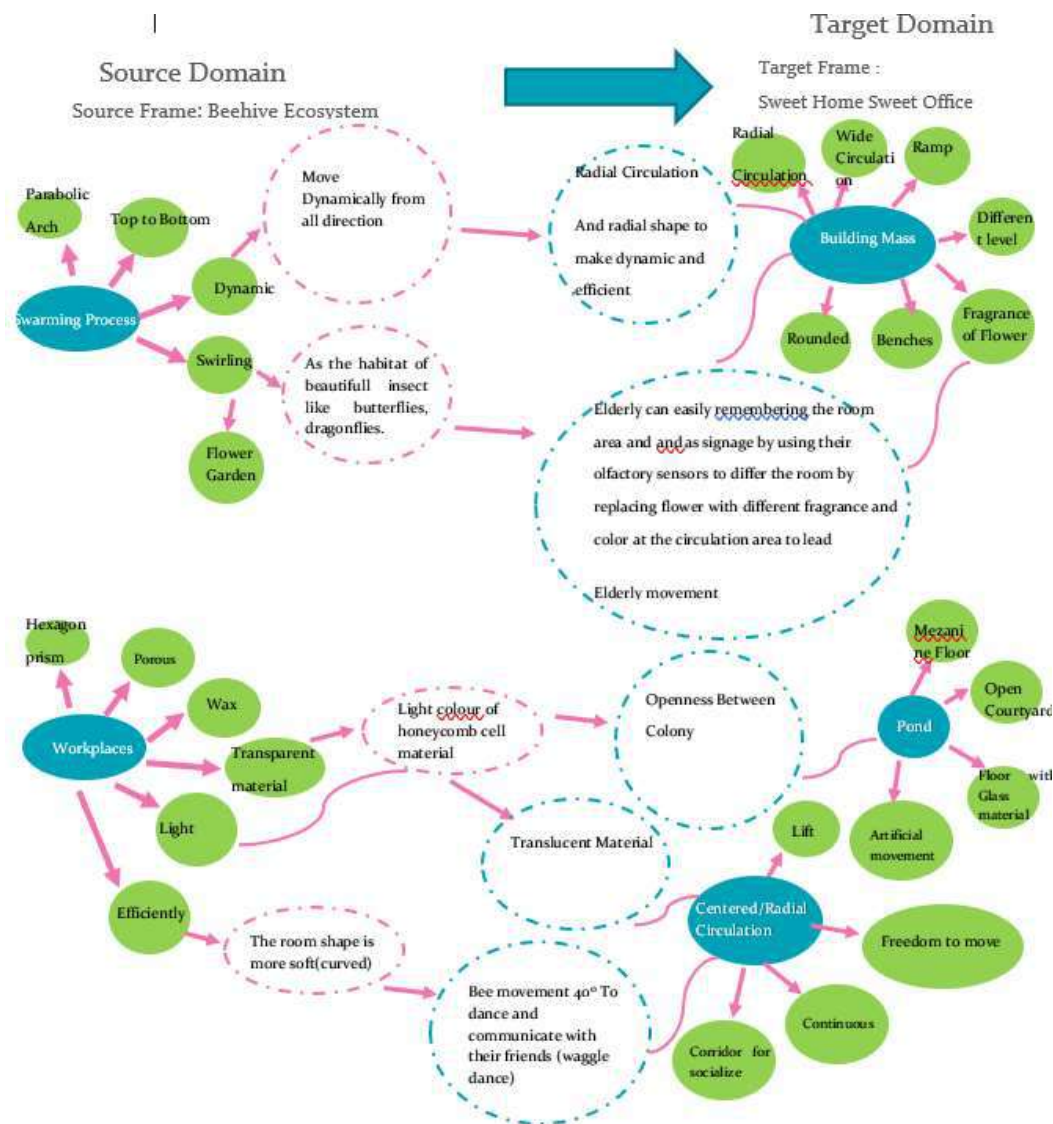 Target Domain
Source Domain
Source Frame: Beehive Ecosystem
Target Frame :
Sweet Home Sweet Office
Parabolic
Arch
Top to Bottom
Dynamic
Swarming Process
Swirling
Flower
Garden
Move
Dynamically from
all direction
As the habitat of
beautifull insect
like butterflies,
dragonflies.
Radial Circulation
And radial shape to
make dynamic and
efficient
Radial
Circulation
Wide
Circulati
on
Ramp
Building Mass
Differen
t level
Rounded
Benches
Fragrance
of Flower
Elderly can easily remembering the room
area and and as signage by using their
olfactory sensors to differ the room by
replacing flower with different fragrance and
color at the circulation area to lead
Elderly movement
Hexagon
prism
Porous
Wax
Workplaces
Transparent
material
Light
Efficiently
Light colour of
honeycomb cell
material
The room shape is
more soft(curved)
Openness Between
Colony
Translucent Material
Bee movement 40° To
dance and
communicate with
their friends (waggle
dance)
Mezani
ne Floor
Open
Courtyard
Pond
Floor with
Glass
material
Artificial
movement
Lift
Centered/Radial
Circulation
Freedom to move
Continuous
Corridor for
socialize